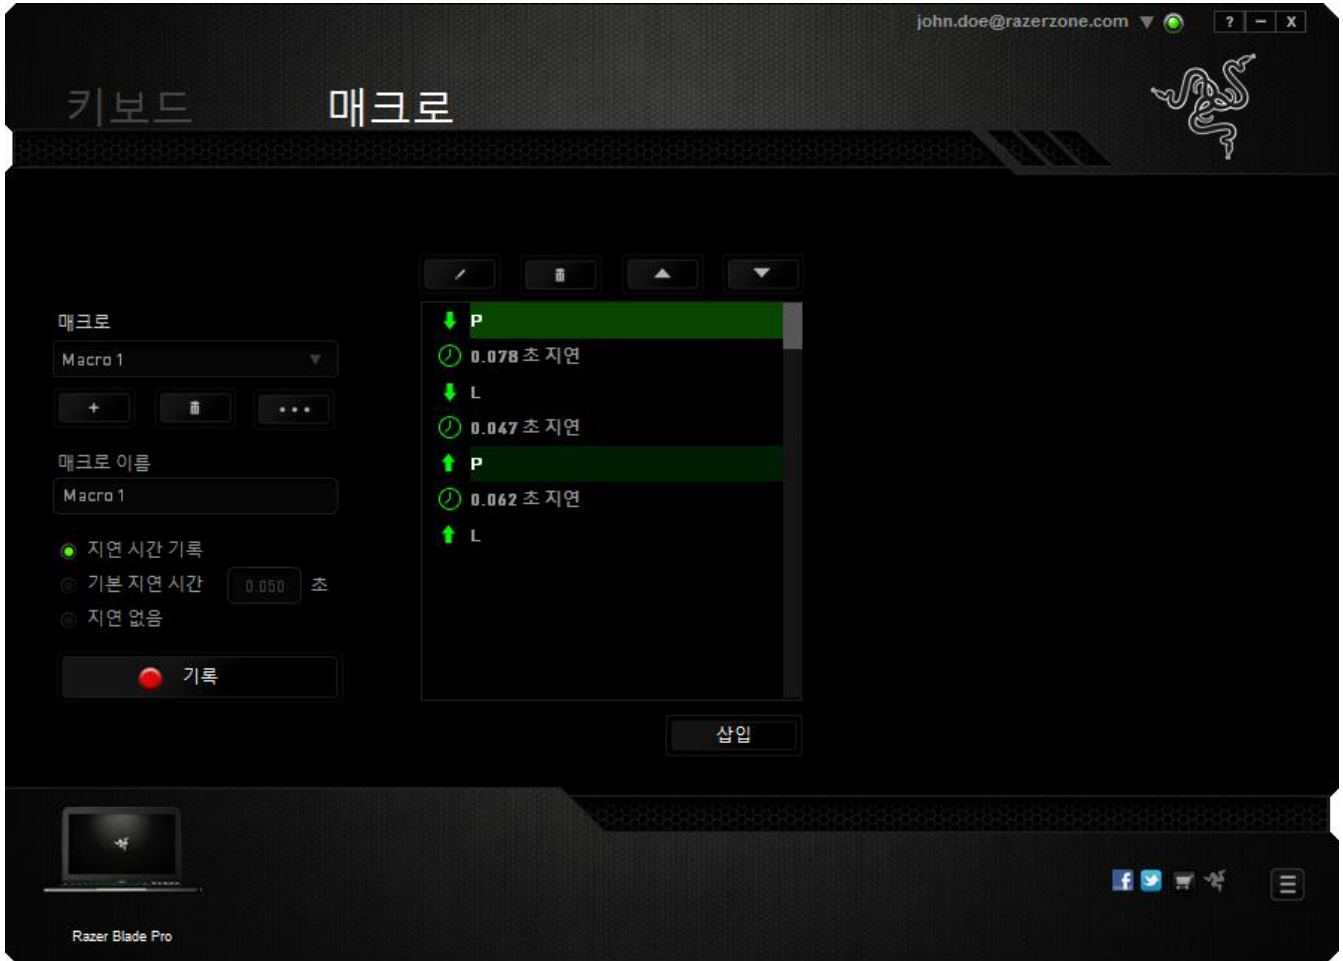 john.doe@razerzone.com
? – X
키보드 매크로
매크로
Macro 1
+
매크로 이름
Macro 1
지연 시간 기록
기본 지연 시간 0.050 초
지연 없음
기록
P
0.078 초 지연
L
0.047 초 지연
P
0.062 초 지연
L
삽입
Razer Blade Pro
f